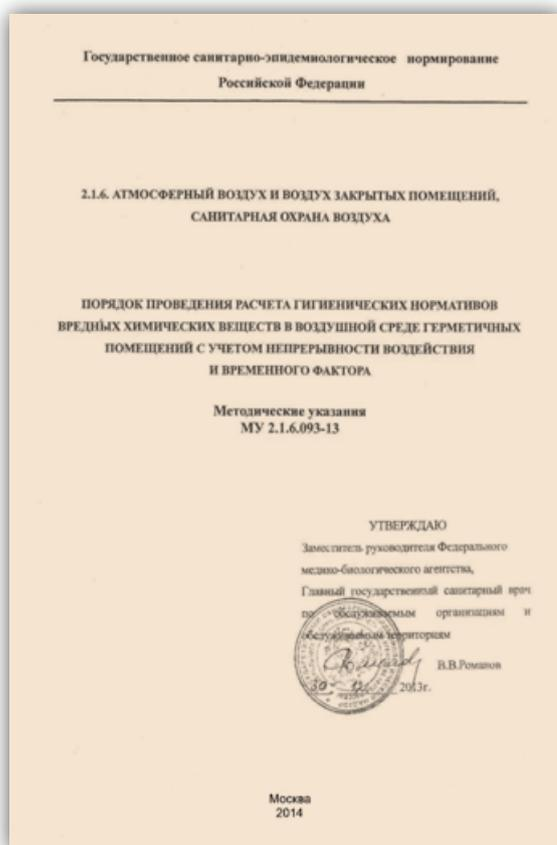 Государственное санитарно-эпидемиологическое нормирование
Российской Федерации
2.1.6. АТМОСФЕРНЫЙ ВОЗДУХ И ВОЗДУХ ЗАКРЫТЫХ ПОМЕЩЕНИЙ,
САНИТАРНАЯ ОХРАНА ВОЗДУХА
ПОРЯДОК ПРОВЕДЕНИЯ РАСЧЕТА ГИГИЕНИЧЕСКИХ НОРМАТИВОВ
ВРЕДНЫХ ХИМИЧЕСКИХ ВЕЩЕСТВ В ВОЗДУШНОЙ СРЕДЕ ГЕРМЕТИЧНЫХ
ПОМЕЩЕНИЙ С УЧЕТОМ НЕПРЕРЫВНОСТИ ВОЗДЕЙСТВИЯ
И ВРЕМЕННОГО ФАКТОРА
Методические указания
МУ 2.1.6.093-13
УТВЕРЖДАЮ
Заместитель руководителя Федерального
медико-биологического агентства,
Главный государственный санитарный врач
по обслуживаемым организациям и
обслуживаемым территориям
В.В.Романов
30 12 2013г.
Москва
2014